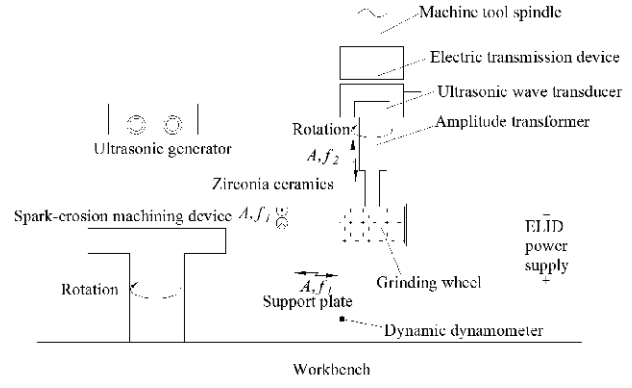 Machine tool spindle
Electric transmission device
Ultrasonic wave transducer
Rotation
Amplitude transformer
Ultrasonic generator
A, f2
Zirconia ceramics
Spark-erosion machining device
A, f1
ELID
power
supply
Grinding wheel
Rotation
A, f1
Support plate
Dynamic dynamometer
Workbench